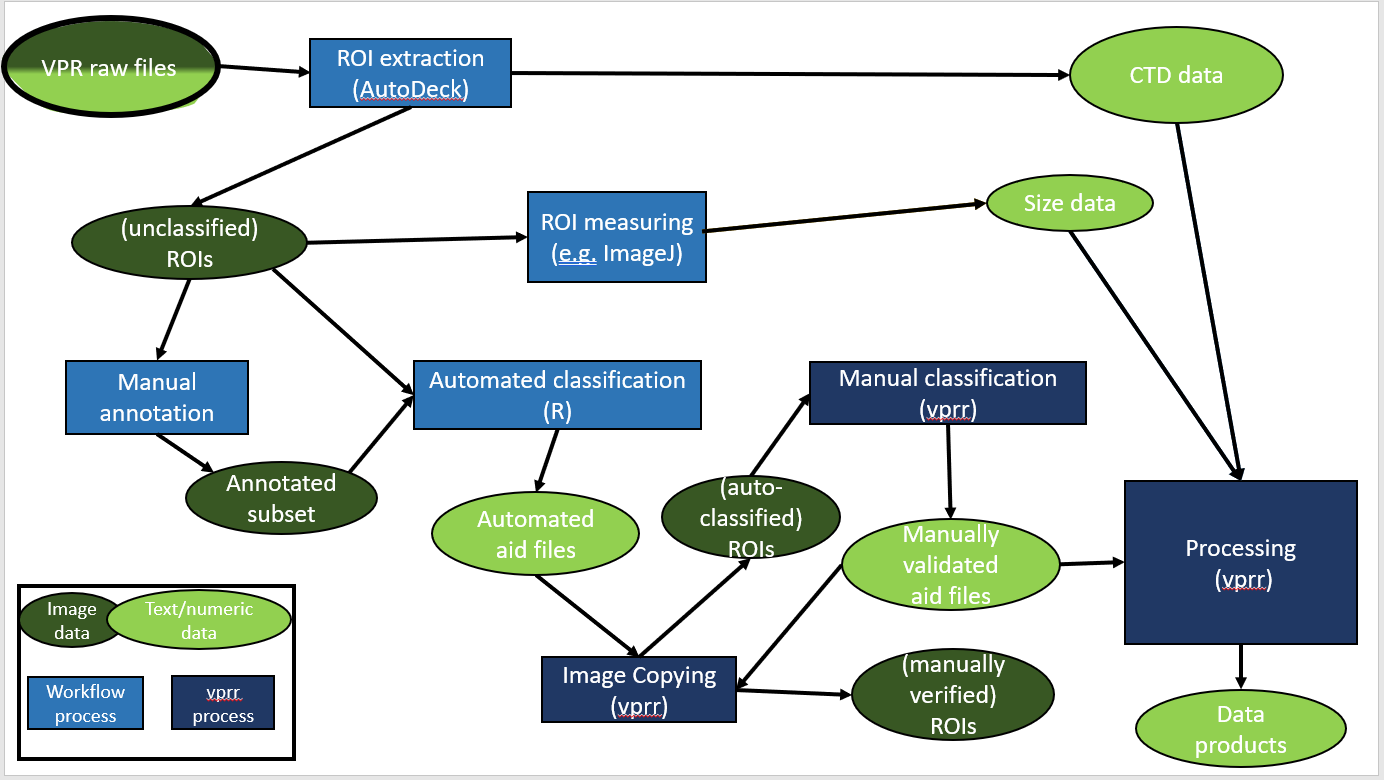 VPR raw files
ROI extraction
(AutoDeck)
CTD data
(unclassified)
ROIs
ROI measuring
(e.g. ImageJ)
Size data
Manual
annotation
Automated classification
(R)
Manual classification
(vprr)
Annotated
subset
Automated
aid files
(auto-
classified)
ROIs
Manually
validated
aid files
Processing
(vprr)
Image Copying
(vprr)
(manually
verified)
ROIs
Data
products
Image
data
Text/numeric
data
Workflow
process
vprr
process